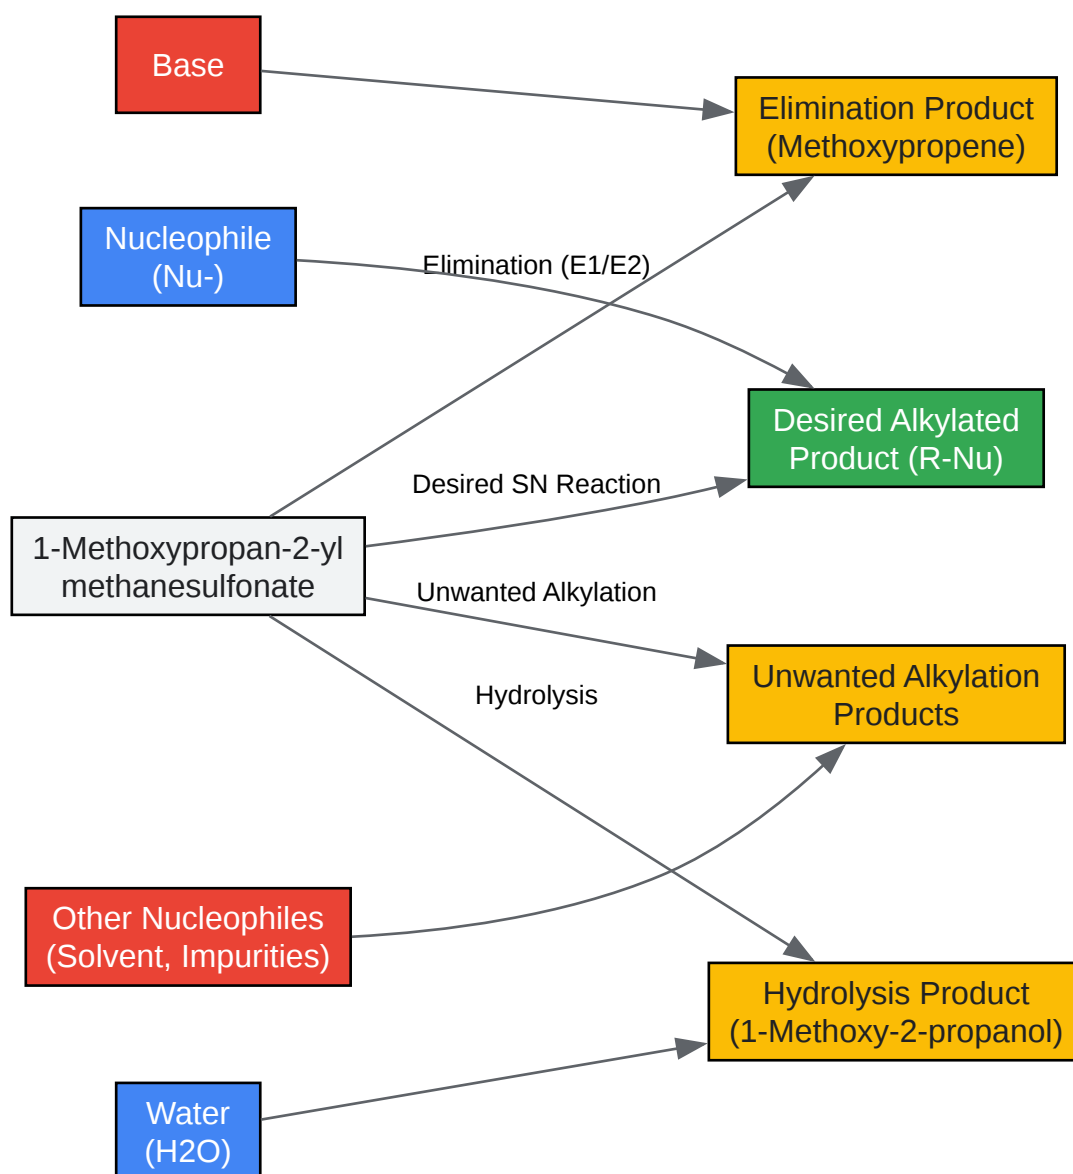 Base
Elimination Product
(Methoxypropene)
Nucleophile
(Nu-)
Elimination (E1/E2)
Desired Alkylated
Product (R-Nu)
Desired SN Reaction
1-Methoxypropan-2-yl
methanesulfonate
Unwanted Alkylation
Unwanted Alkylation
Products
Hydrolysis
Other Nucleophiles
(Solvent, Impurities)
Hydrolysis Product
(1-Methoxy-2-propanol)
Water
(H2O)